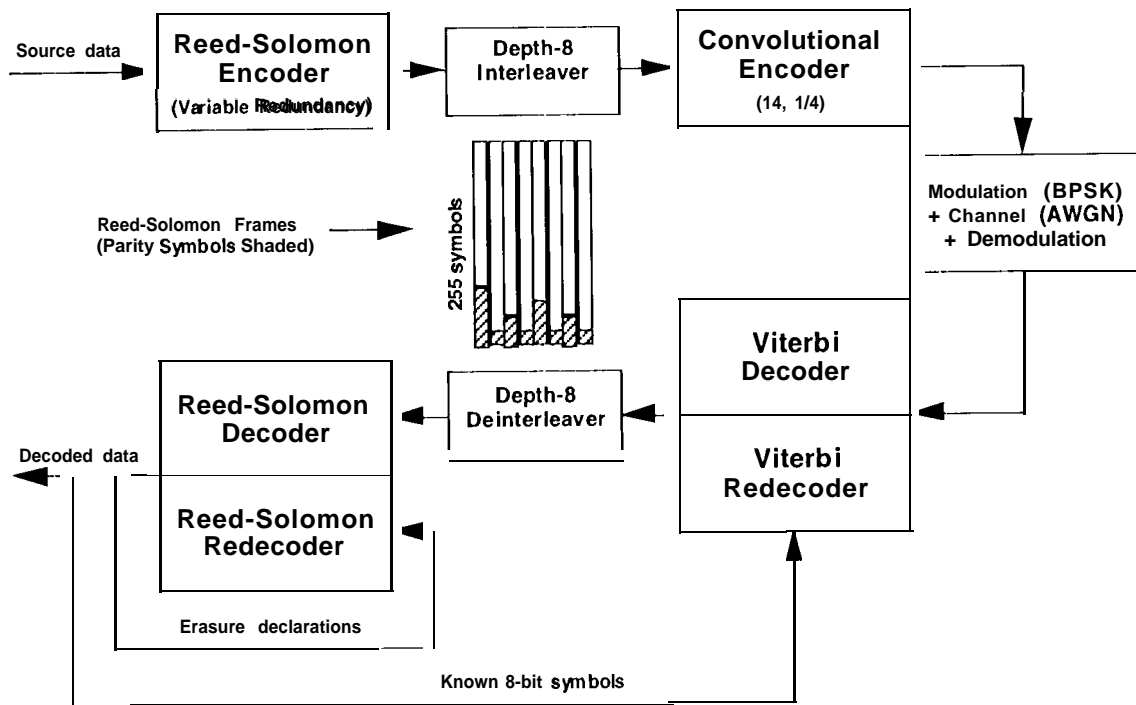 Source data
Reed-Solomon
Encoder
(Variable Redundancy)
Depth-8
Interleaver
Convolutional
Encoder
(14, 1/4)
Modulation (BPSK)
+ Channel (AWGN)
+ Demodulation
Reed-Solomon Frames
(Parity Symbols Shaded)
255 symbols
Viterbi
Decoder
Depth-8
Deinterleaver
Reed-Solomon
Decoder
Decoded data
Viterbi
Redecoder
Reed-Solomon
Redecoder
Erasure declarations
Known 8-bit symbols